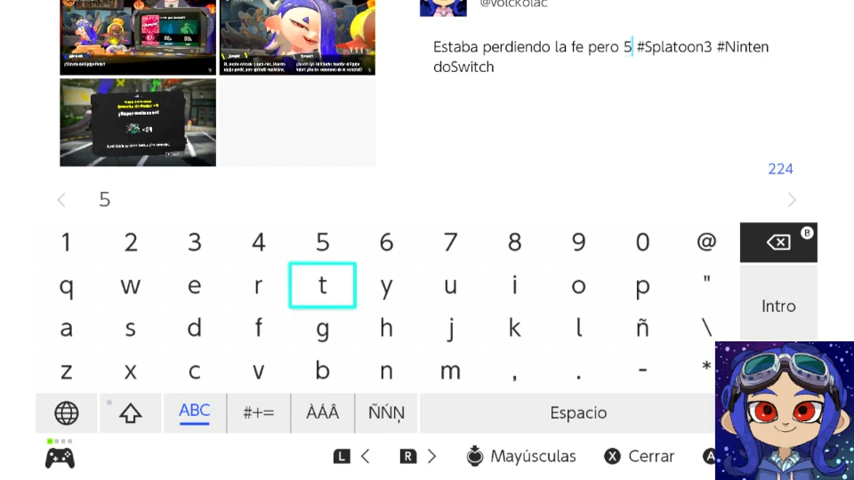 @volckolac
Estaba perdiendo la fe pero 5 #Splatoon3 #Ninten
doSwitch
224
< 5 >
1 2 3 4 5 6 7 8 9 0 @ B
q w e r t y u i o p "
Intro
a s d f g h j k l ñ \
z x c v b n m , . - *
ABC #+= ÀÁÂ ÑŃŅ Espacio
L < R > Mayúsculas X Cerrar A